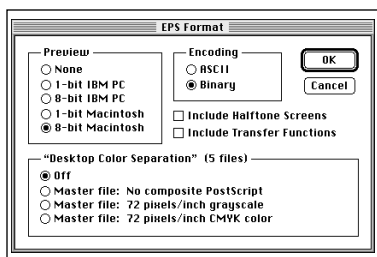 EPS Format
Preview
None
1-bit IBM PC
8-bit IBM PC
1-bit Macintosh
8-bit Macintosh
Encoding
ASCII
Binary
OK
Cancel
Include Halftone Screens
Include Transfer Functions
“Desktop Color Separation” (5 files)
Off
Master file: No composite PostScript
Master file: 72 pixels/inch grayscale
Master file: 72 pixels/inch CMYK color